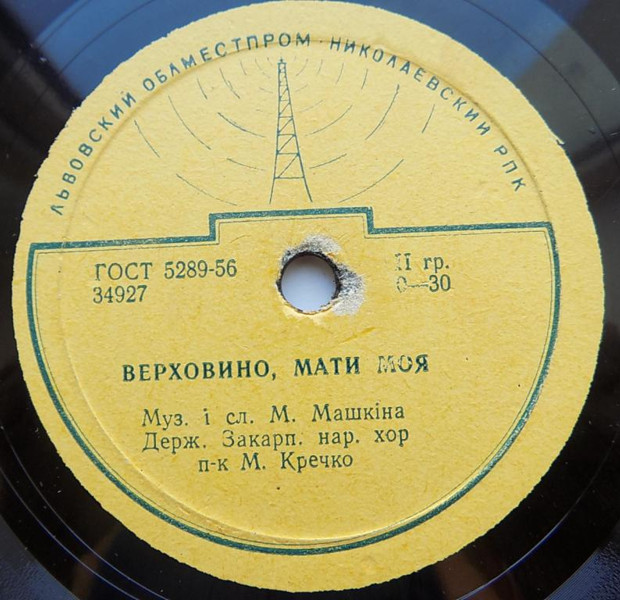 ЛЬВОВСКИЙ ОБЛМЕСТПРОМ · НИКОЛАЕВСКИЙ РПК
ГОСТ 5289-56
34927
II гр.
0—30
ВЕРХОВИНО, МАТИ МОЯ
Муз. і сл. М. Машкіна
Держ. Закарп. нар. хор
п-к М. Кречко